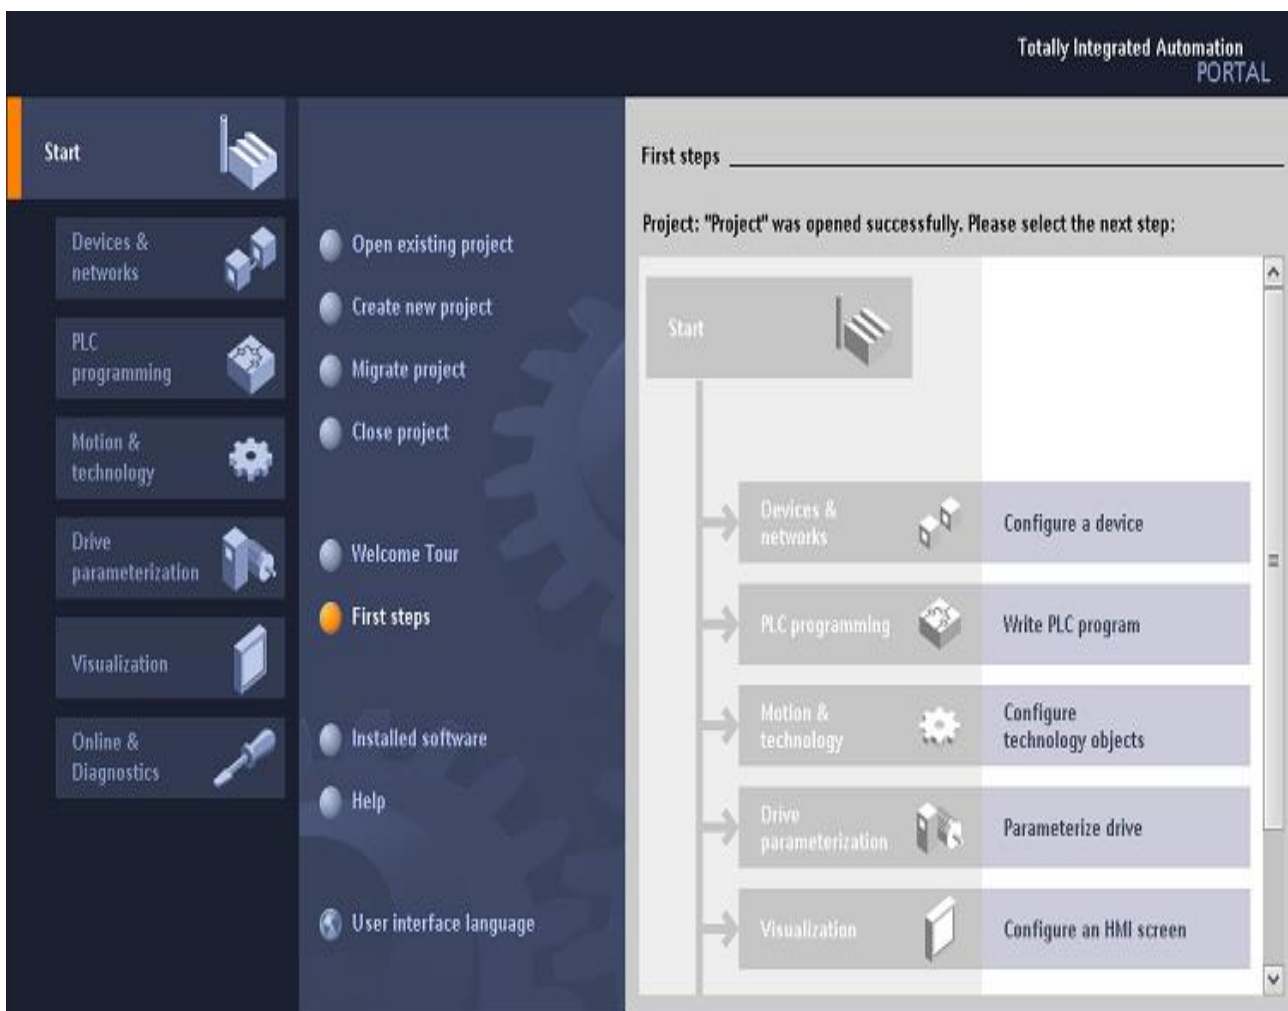 Totally Integrated Automation
PORTAL
Start
Devices &
networks
PLC
programming
Motion &
technology
Drive
parameterization
Visualization
Online &
Diagnostics
Open existing project
Create new project
Migrate project
Close project
Welcome Tour
First steps
Installed software
Help
User interface language
First steps
Project: "Project" was opened successfully. Please select the next step:
Start
Devices &
networks
Configure a device
PLC programming
Write PLC program
Motion &
technology
Configure
technology objects
Drive
parameterization
Parameterize drive
Visualization
Configure an HMI screen